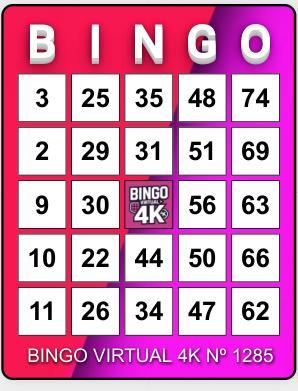 B I N G O
3 25 35 48 74
2 29 31 51 69
9 30 BINGO VIRTUAL 4K 56 63
10 22 44 50 66
11 26 34 47 62
BINGO VIRTUAL 4K Nº 1285